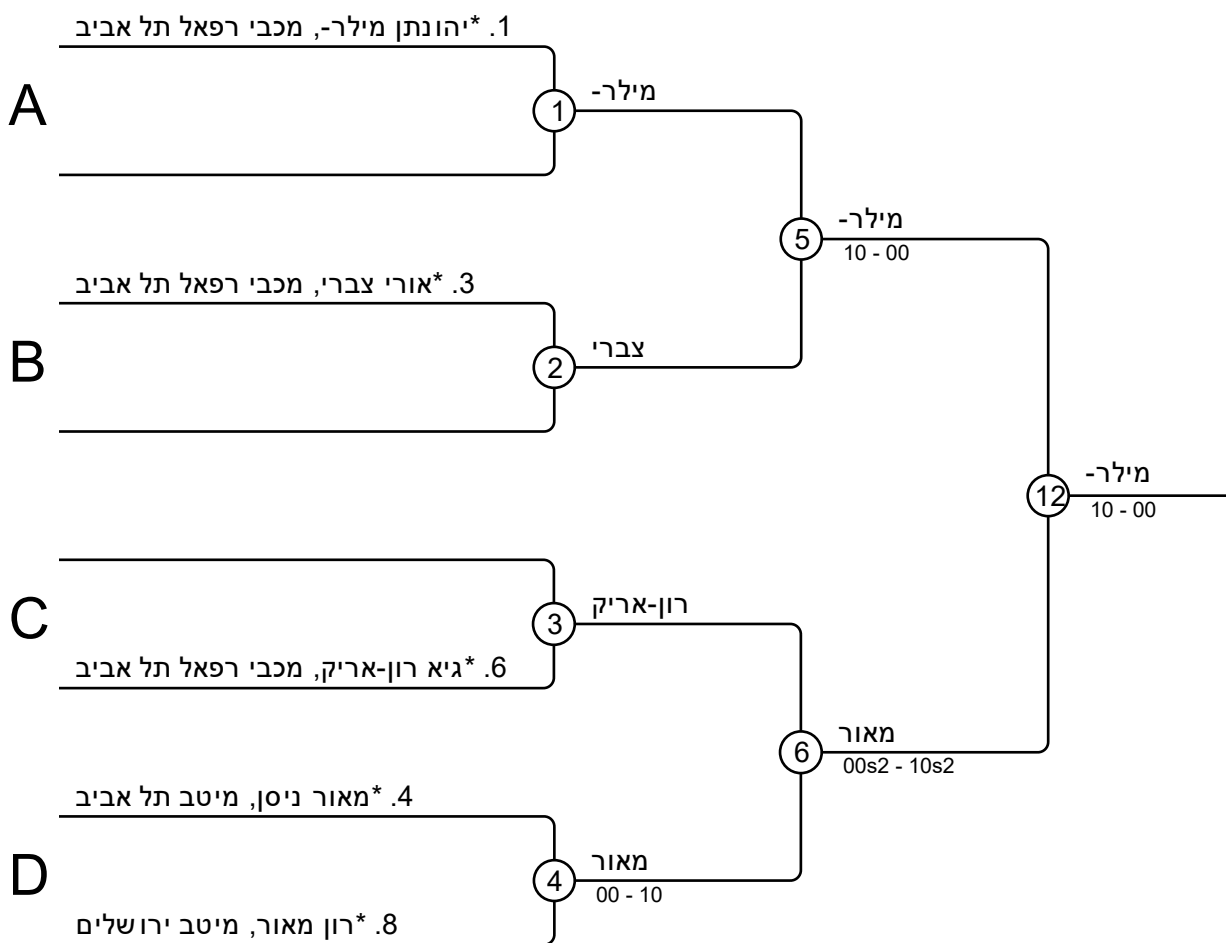 1. *יהונתן מילר-, מכבי רפאל תל אביב
A
1
מילר-
5
מילר-
10 - 00
3. *אורי צברי, מכבי רפאל תל אביב
B
2
צברי
12
מילר-
10 - 00
C
3
רון-אריק
6. *גיא רון-אריק, מכבי רפאל תל אביב
6
מאור
00s2 - 10s2
4. *מאור ניסן, מיטב תל אביב
D
4
מאור
00 - 10
8. *רון מאור, מיטב ירושלים